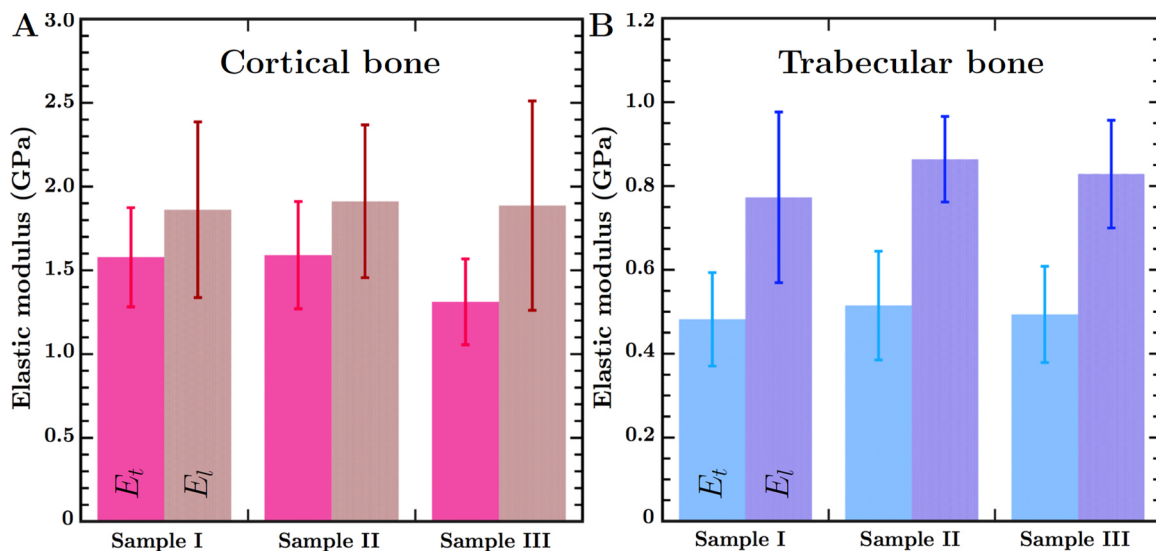 A
Cortical bone
Elastic modulus (GPa)
3.0
2.5
2.0
1.5
1.0
0.5
0
E_t
E_l
Sample I
Sample II
Sample III
B
Trabecular bone
Elastic modulus (GPa)
1.2
1.0
0.8
0.6
0.4
0.2
0
E_t
E_l
Sample I
Sample II
Sample III